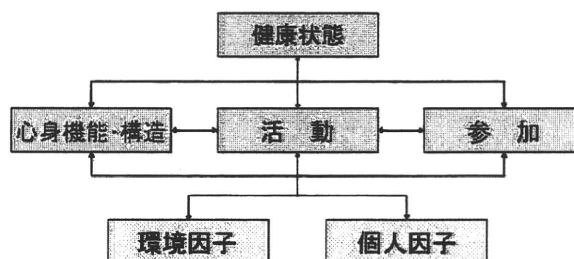 健康状態
心身機能・構造
活 動
参 加
環境因子
個人因子